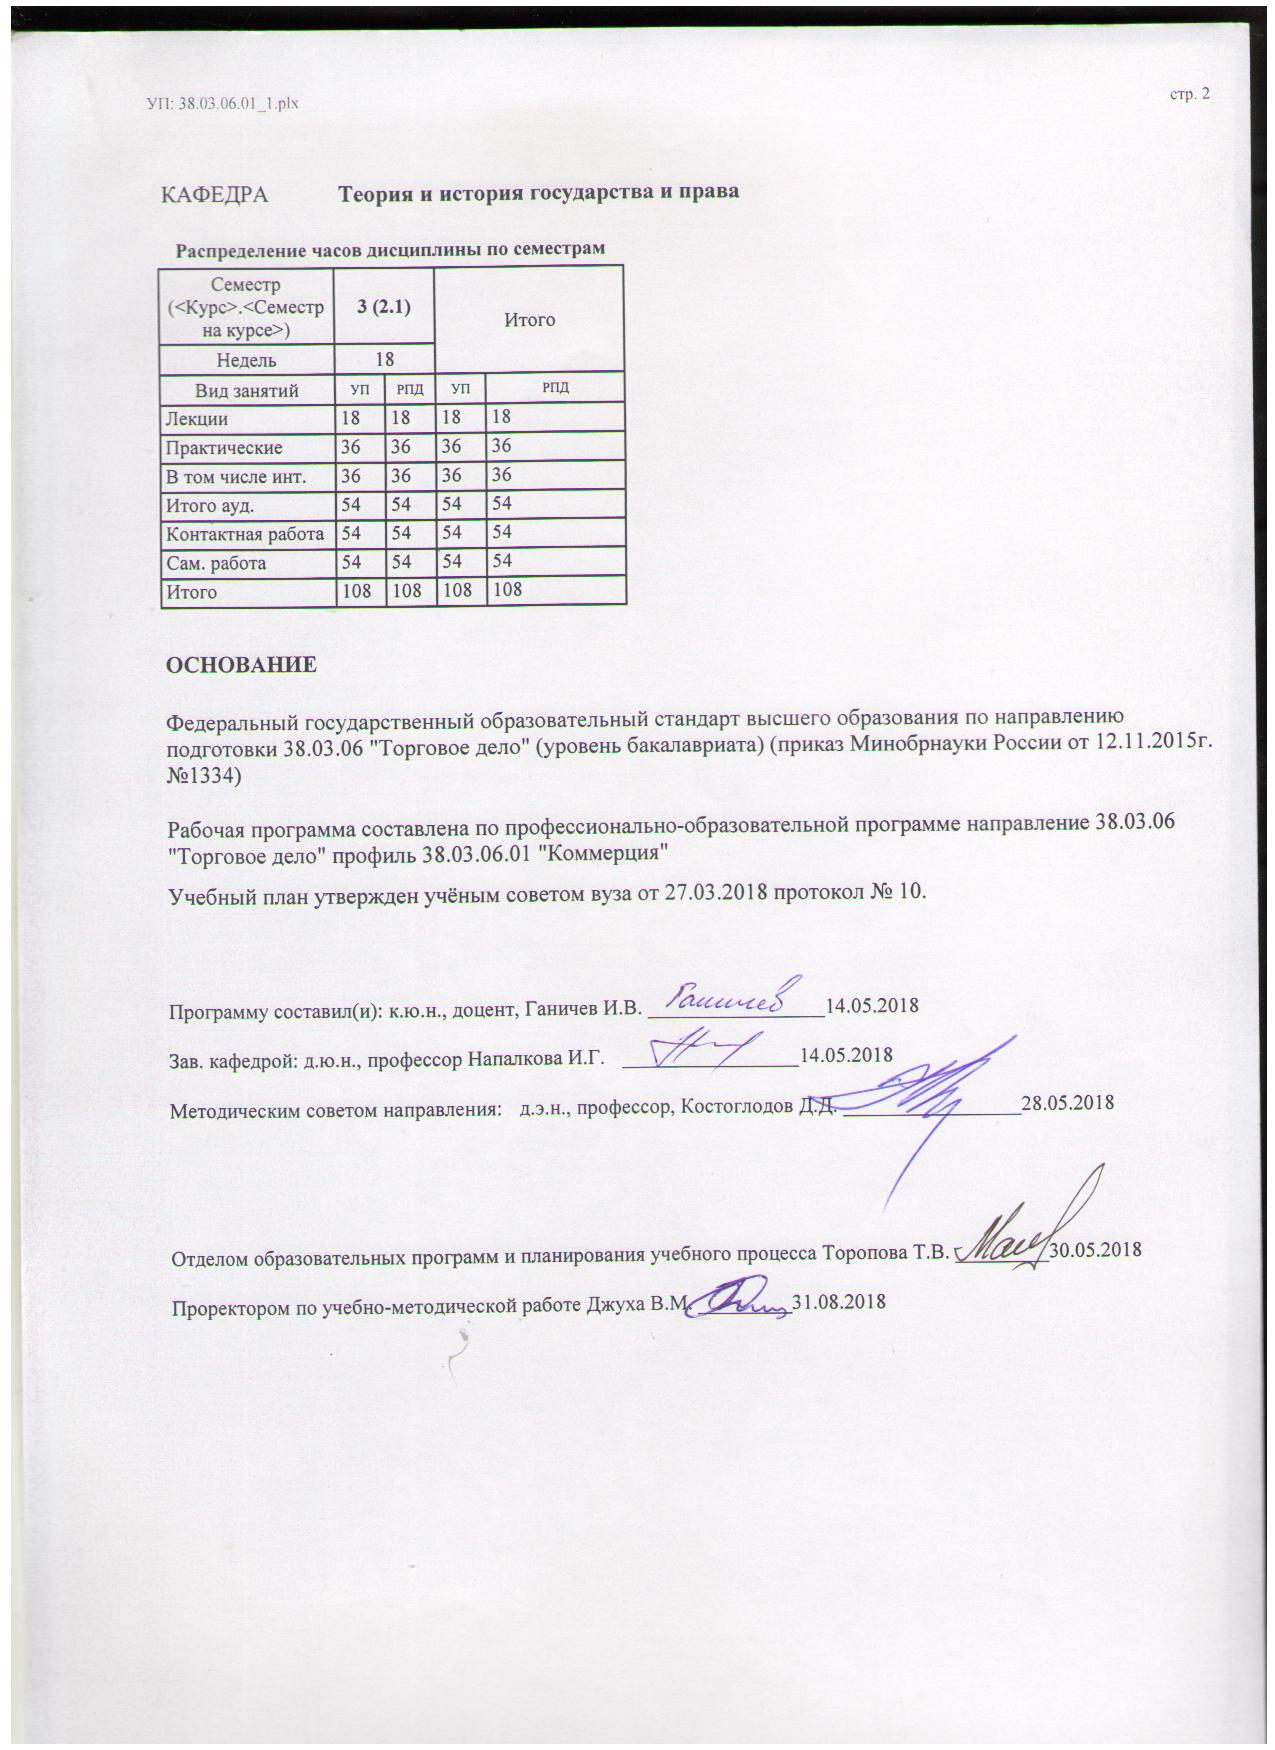 УП: 38.03.06.01_1.plx
стр. 2
КАФЕДРА Теория и история государства и права
Распределение часов дисциплины по семестрам
Семестр
(<Курс>.<Семестр
на курсе>)
3 (2.1)
Итого
Недель 18
Вид занятий УП РПД УП РПД
Лекции 18 18 18 18
Практические 36 36 36 36
В том числе инт. 36 36 36 36
Итого ауд. 54 54 54 54
Контактная работа 54 54 54 54
Сам. работа 54 54 54 54
Итого 108 108 108 108
ОСНОВАНИЕ
Федеральный государственный образовательный стандарт высшего образования по направлению
подготовки 38.03.06 "Торговое дело" (уровень бакалавриата) (приказ Минобрнауки России от 12.11.2015г.
№1334)
Рабочая программа составлена по профессионально-образовательной программе направление 38.03.06
"Торговое дело" профиль 38.03.06.01 "Коммерция"
Учебный план утвержден учёным советом вуза от 27.03.2018 протокол № 10.
Программу составил(и): к.ю.н., доцент, Ганичев И.В. Ганичев 14.05.2018
Зав. кафедрой: д.ю.н., профессор Напалкова И.Г. 14.05.2018
Методическим советом направления: д.э.н., профессор, Костоглодов Д.Д. 28.05.2018
Отделом образовательных программ и планирования учебного процесса Торопова Т.В. 30.05.2018
Проректором по учебно-методической работе Джуха В.М. 31.08.2018